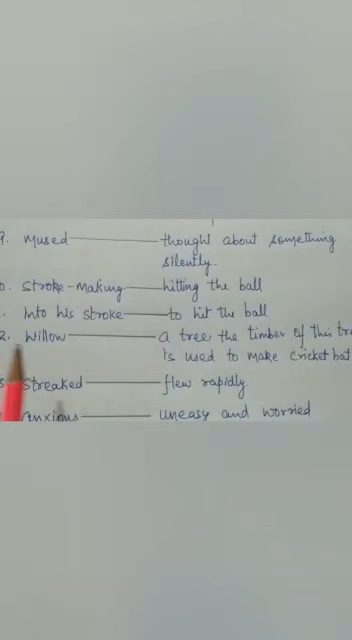 9. Mused — thought about something
silently.
0. Stroke-Making — hitting the ball
. Into his stroke — to hit the ball
2. Willow — a tree the timber of this
is used to make cricket bat
streaked — flew rapidly
anxious — uneasy and worried